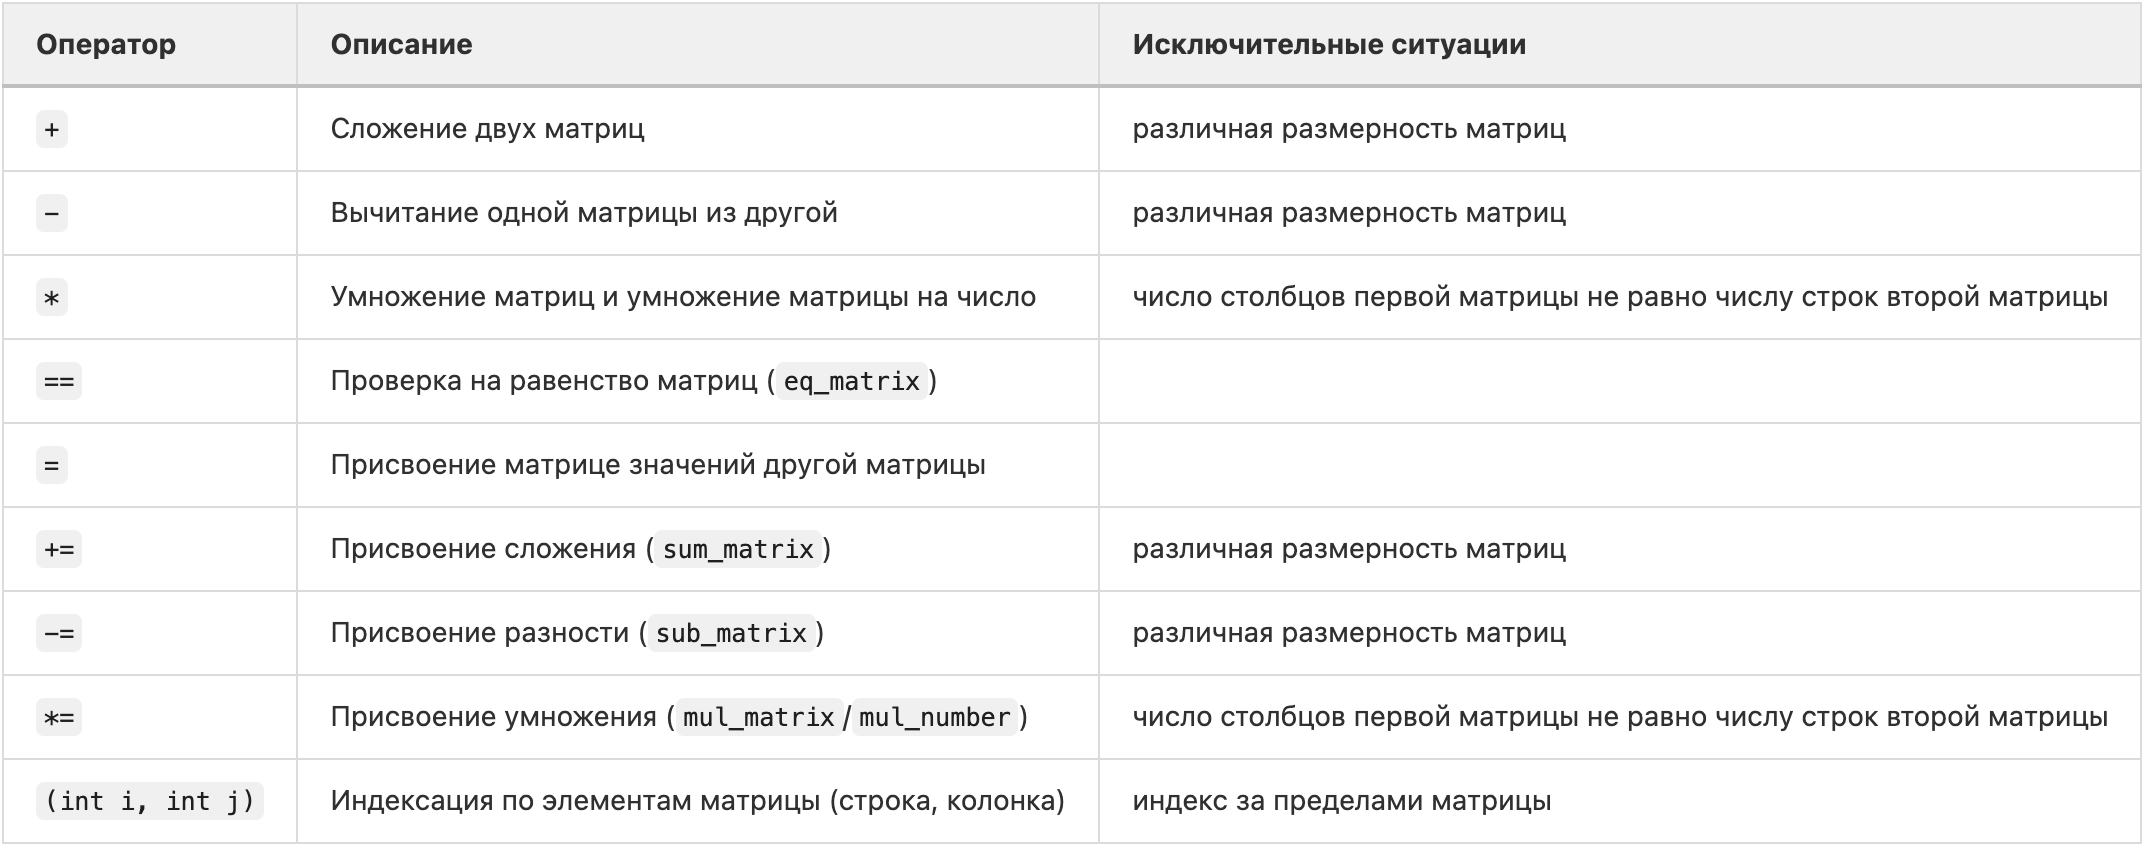 Оператор Описание Исключительные ситуации
+ Сложение двух матриц различная размерность матриц
- Вычитание одной матрицы из другой различная размерность матриц
* Умножение матриц и умножение матрицы на число число столбцов первой матрицы не равно числу строк второй матрицы
== Проверка на равенство матриц (eq_matrix)
= Присвоение матрице значений другой матрицы
+= Присвоение сложения (sum_matrix) различная размерность матриц
-= Присвоение разности (sub_matrix) различная размерность матриц
*= Присвоение умножения (mul_matrix/mul_number) число столбцов первой матрицы не равно числу строк второй матрицы
(int i, int j) Индексация по элементам матрицы (строка, колонка) индекс за пределами матрицы